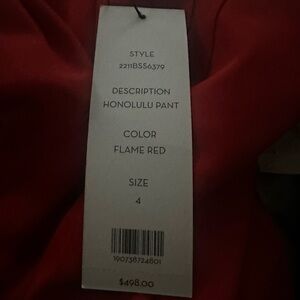 STYLE
2211BSS6379
DESCRIPTION
HONOLULU PANT
COLOR
FLAME RED
SIZE
4
190738724801
$498.00